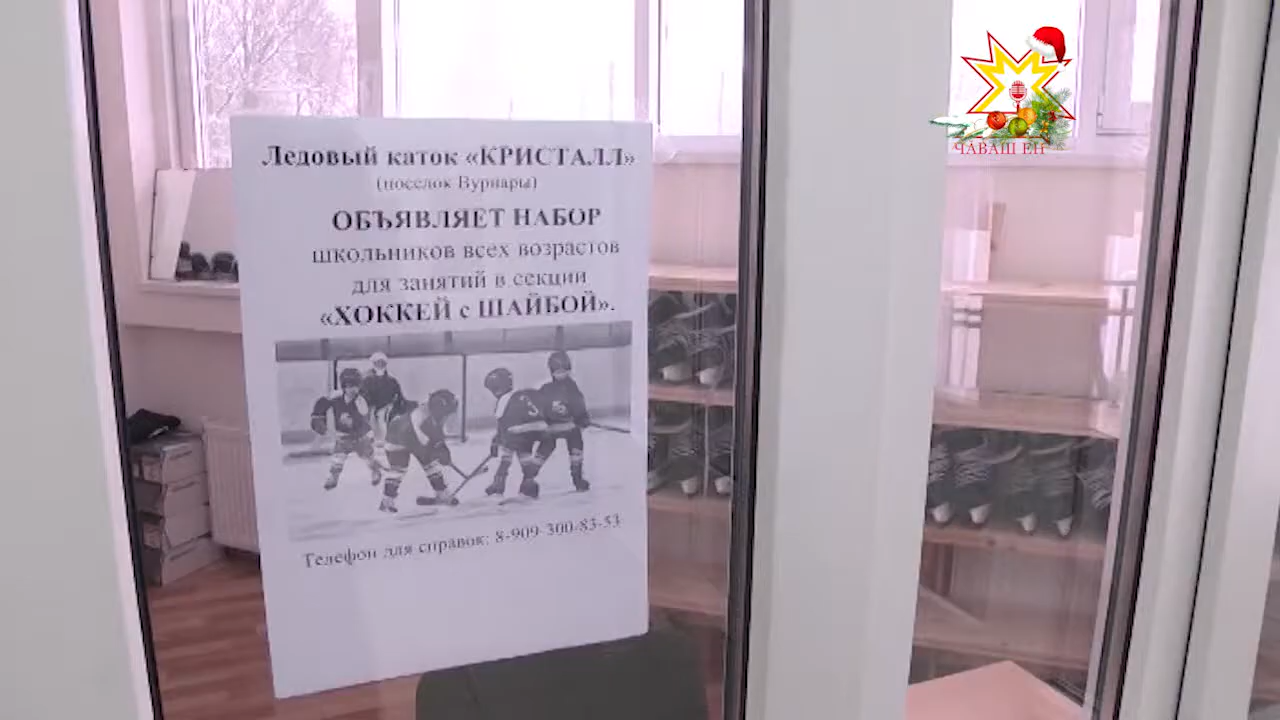 Ледовый каток «КРИСТАЛЛ»
(поселок Вурнары)
ОБЪЯВЛЯЕТ НАБОР
школьников всех возрастов
для занятий в секции
«ХОККЕЙ с ШАЙБОЙ».
Телефон для справок: 8-909-300-83-53
ЧĂВАШ ЕН